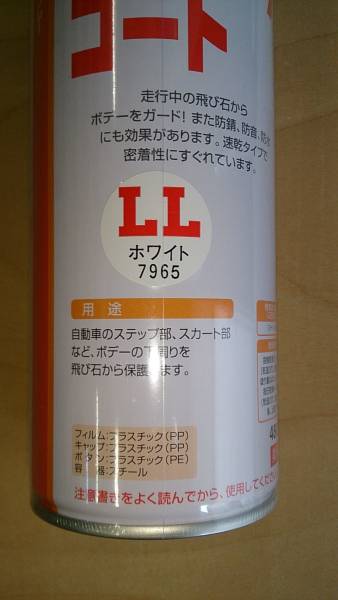 コート
走行中の飛び石から
ボデーをガード!また防錆、防音、防水
にも効果があります。速乾タイプで
密着性にすぐれています。
LL
ホワイト
7965
用途
自動車のステップ部、スカート部
など、ボデーの下周りを
飛び石から保護します。
フィルム:プラスチック(PP)
キャップ:プラスチック(PP)
ボタン:プラスチック(PE)
容器:スチール
注意書きをよく読んでから、使用してください